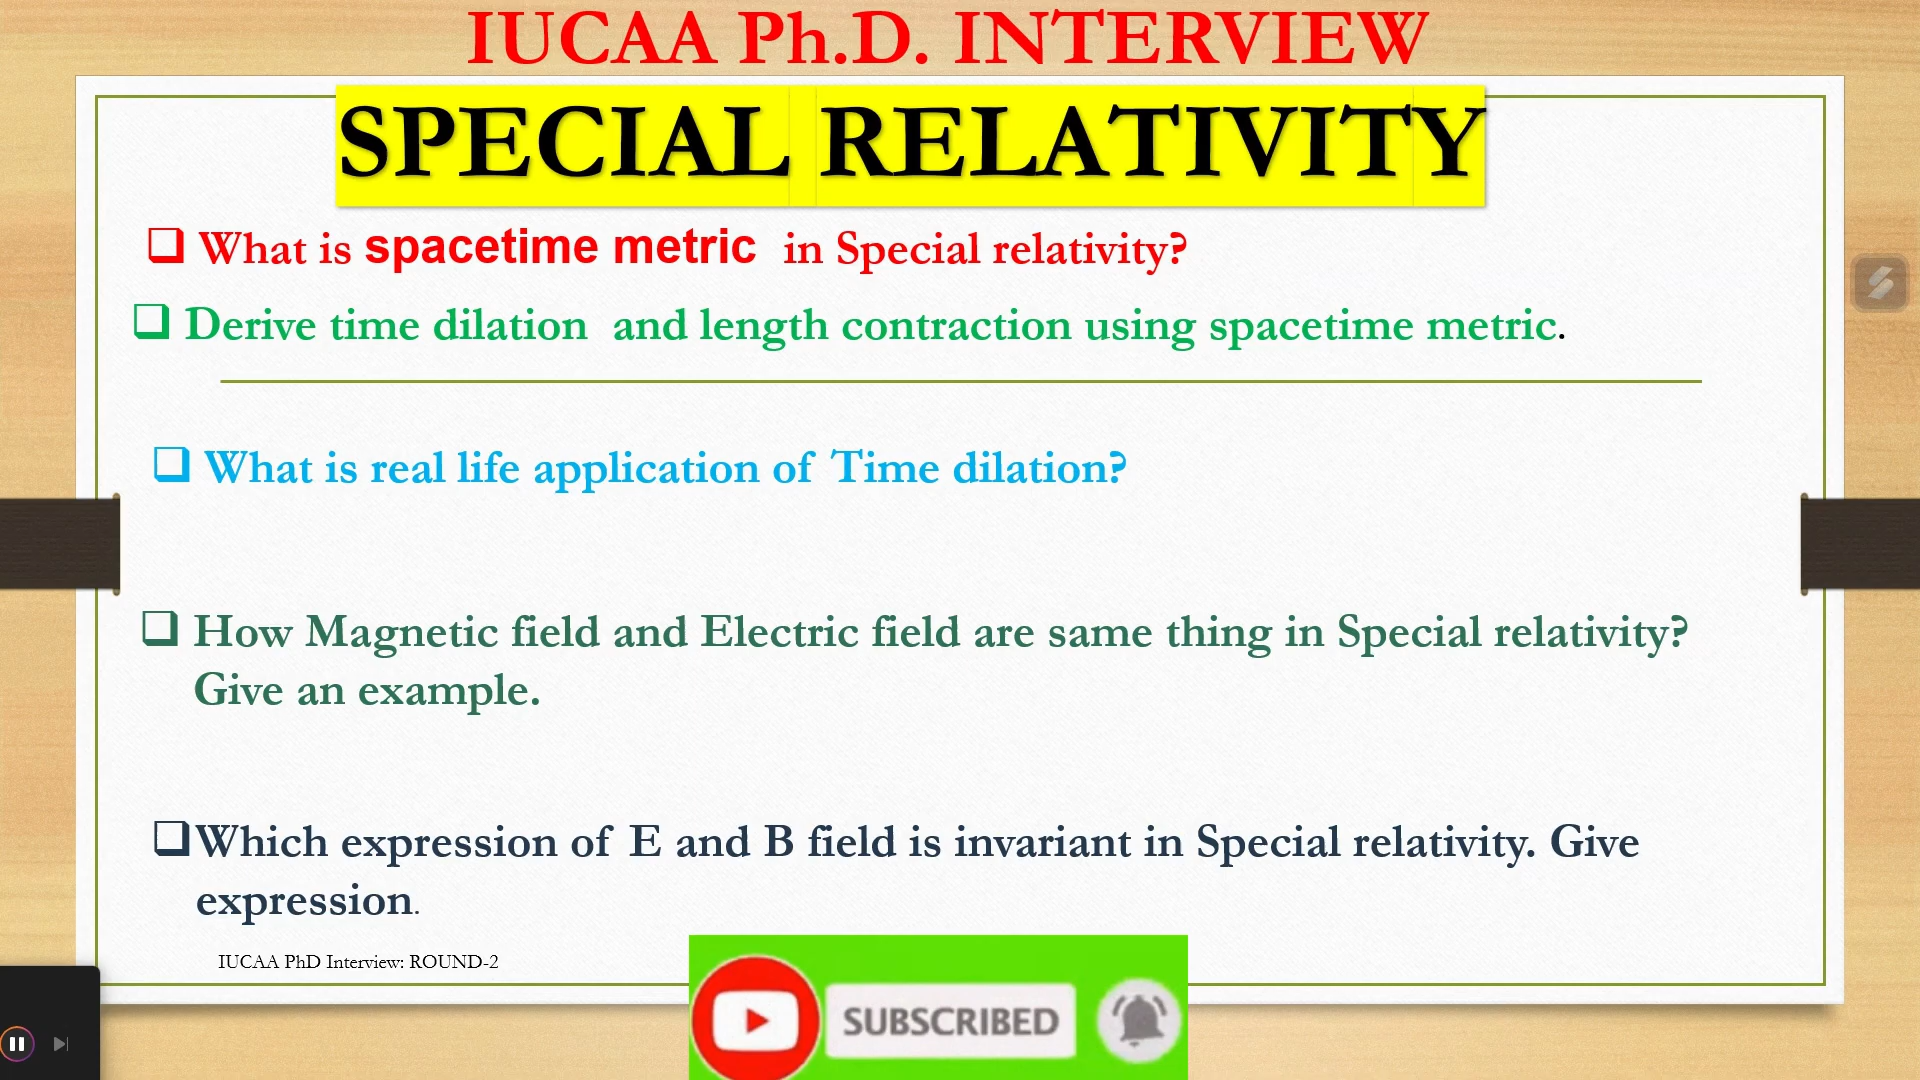 IUCAA Ph.D. INTERVIEW
SPECIAL RELATIVITY
What is spacetime metric in Special relativity?
Derive time dilation and length contraction using spacetime metric.
What is real life application of Time dilation?
How Magnetic field and Electric field are same thing in Special relativity?
Give an example.
Which expression of E and B field is invariant in Special relativity. Give
expression.
IUCAA PhD Interview: ROUND-2
SUBSCRIBED